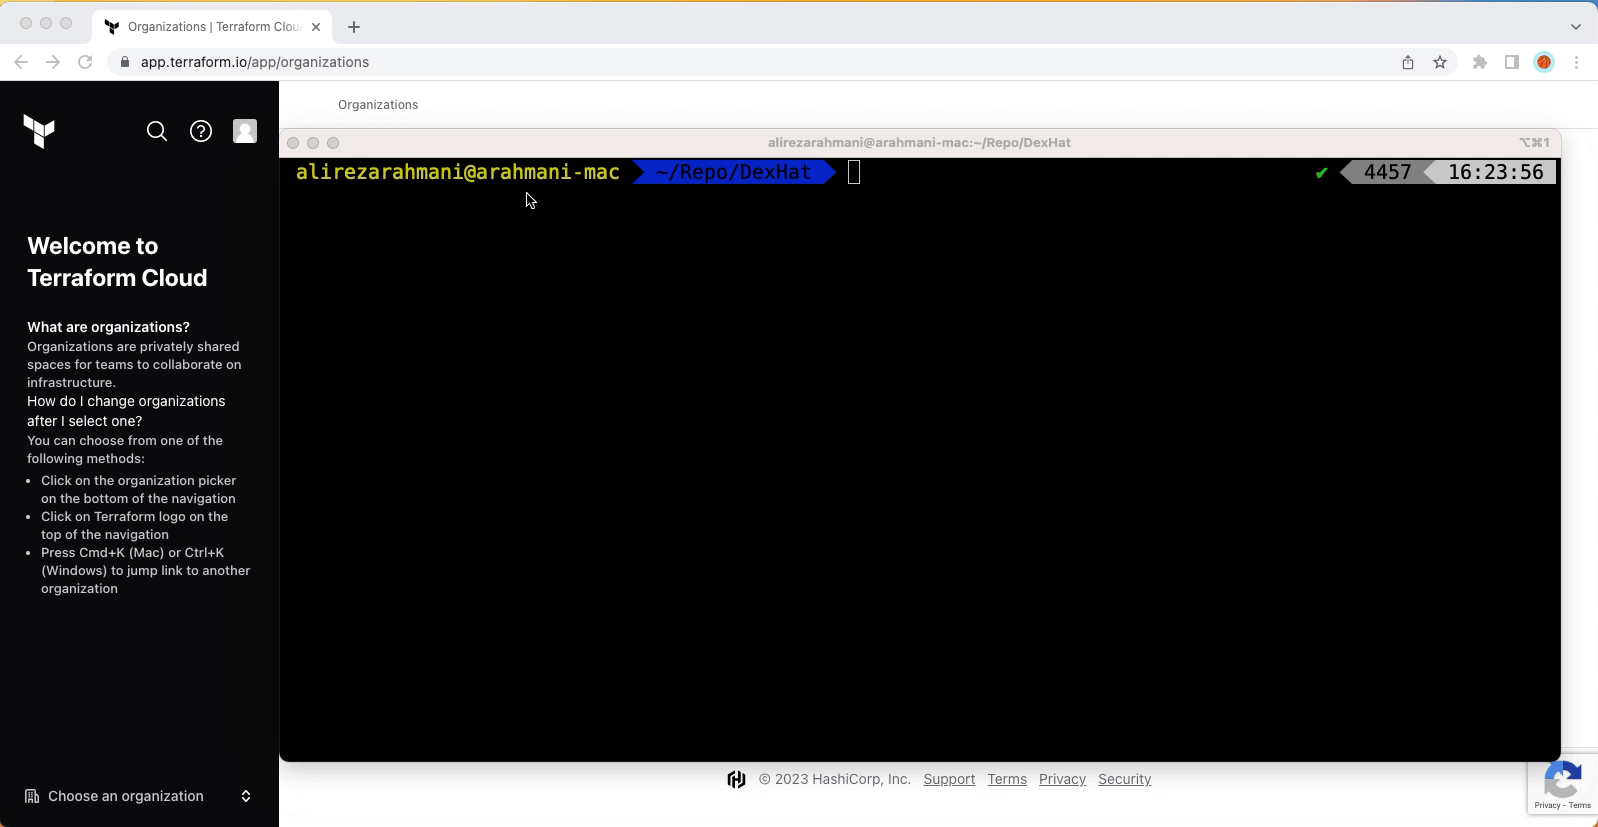 Organizations | Terraform Clou
app.terraform.io/app/organizations
Organizations
Welcome to
Terraform Cloud
What are organizations?
Organizations are privately shared
spaces for teams to collaborate on
infrastructure.
How do I change organizations
after I select one?
You can choose from one of the
following methods:
• Click on the organization picker
on the bottom of the navigation
• Click on Terraform logo on the
top of the navigation
• Press Cmd+K (Mac) or Ctrl+K
(Windows) to jump link to another
organization
Choose an organization
alirezarahmani@arahmani-mac:~/Repo/DexHat
⌥⌘1
alirezarahmani@arahmani-mac ~/Repo/DexHat ✔ 4457 16:23:56
© 2023 HashiCorp, Inc. Support Terms Privacy Security
Privacy - Terms